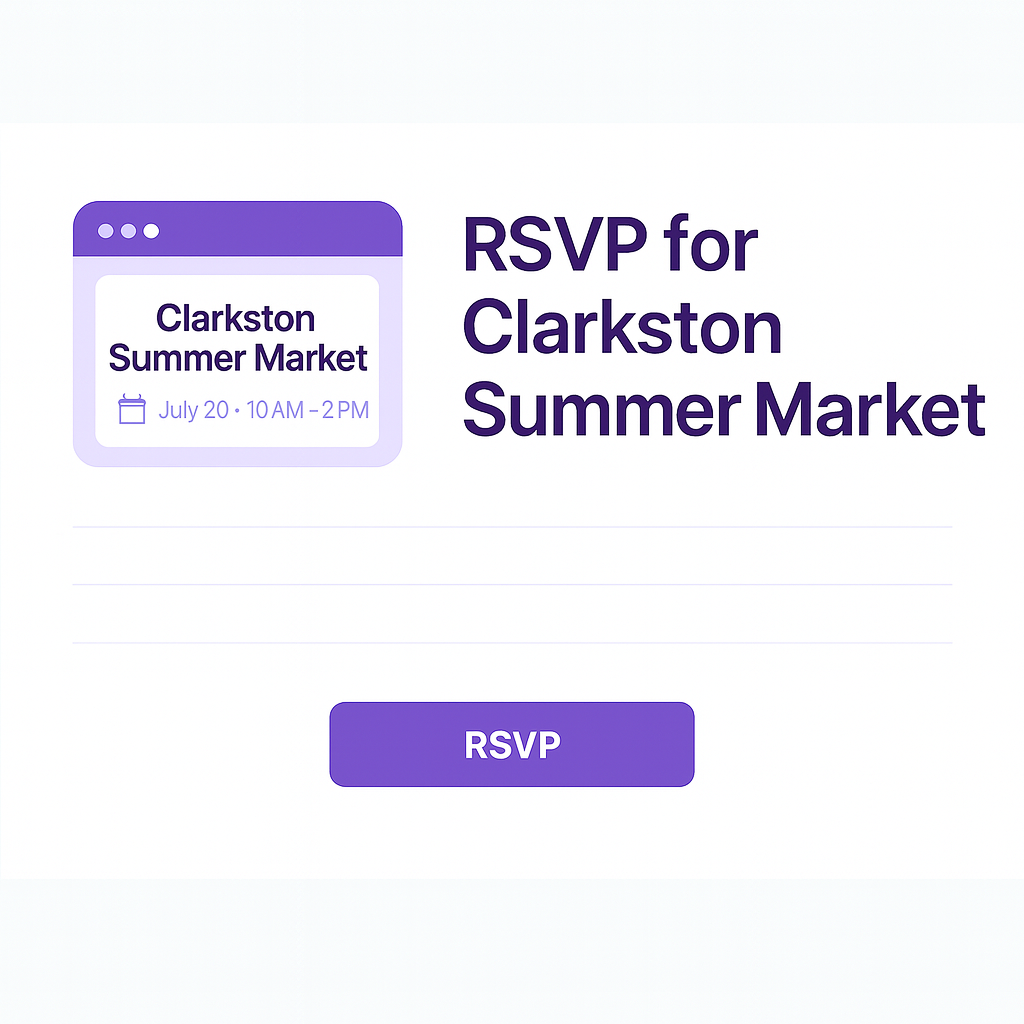 Clarkston
Summer Market
July 20 • 10 AM – 2 PM
RSVP for
Clarkston
Summer Market
RSVP